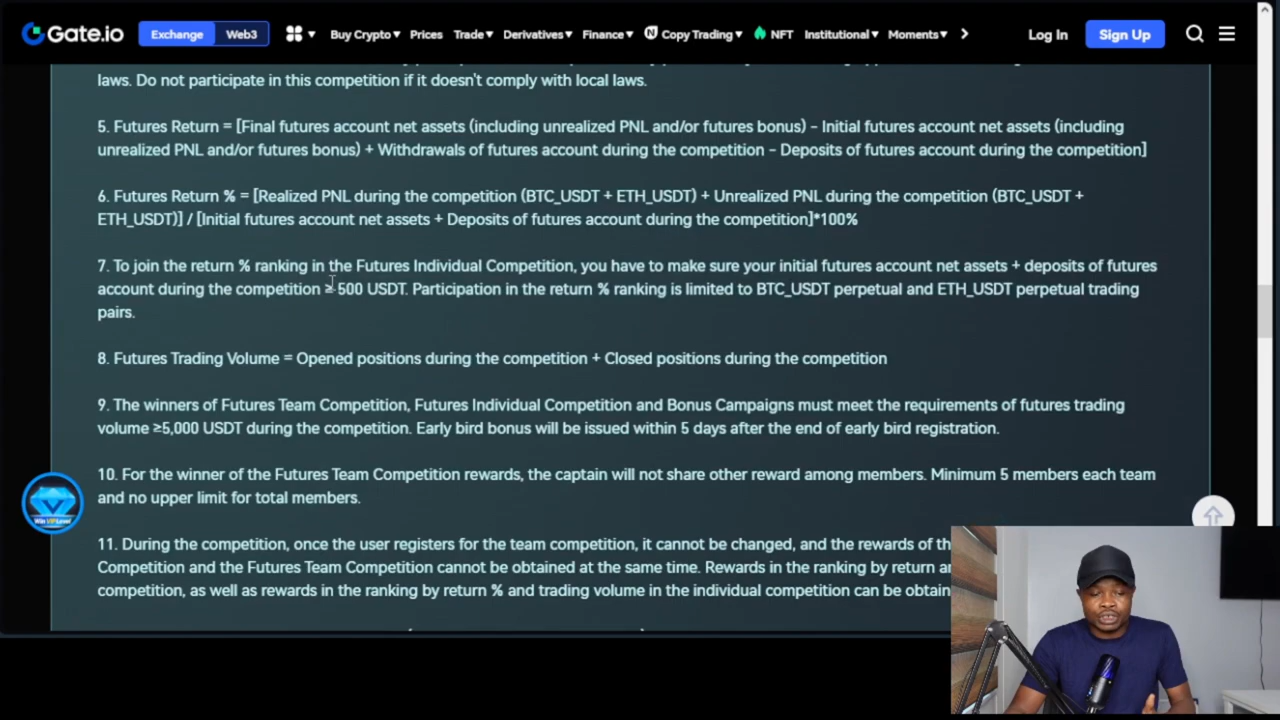 Gate.io Exchange Web3 Buy Crypto Prices Trade Derivatives Finance Copy Trading NFT Institutional Moments Log In Sign Up
laws. Do not participate in this competition if it doesn't comply with local laws.
5. Futures Return = [Final futures account net assets (including unrealized PNL and/or futures bonus) - Initial futures account net assets (including
unrealized PNL and/or futures bonus) + Withdrawals of futures account during the competition - Deposits of futures account during the competition]
6. Futures Return % = [Realized PNL during the competition (BTC_USDT + ETH_USDT) + Unrealized PNL during the competition (BTC_USDT +
ETH_USDT)] / [Initial futures account net assets + Deposits of futures account during the competition]*100%
7. To join the return % ranking in the Futures Individual Competition, you have to make sure your initial futures account net assets + deposits of futures
account during the competition ≥ 500 USDT. Participation in the return % ranking is limited to BTC_USDT perpetual and ETH_USDT perpetual trading
pairs.
8. Futures Trading Volume = Opened positions during the competition + Closed positions during the competition
9. The winners of Futures Team Competition, Futures Individual Competition and Bonus Campaigns must meet the requirements of futures trading
volume ≥5,000 USDT during the competition. Early bird bonus will be issued within 5 days after the end of early bird registration.
10. For the winner of the Futures Team Competition rewards, the captain will not share other reward among members. Minimum 5 members each team
and no upper limit for total members.
Win VIP Level
11. During the competition, once the user registers for the team competition, it cannot be changed, and the rewards of the
Competition and the Futures Team Competition cannot be obtained at the same time. Rewards in the ranking by return
competition, as well as rewards in the ranking by return % and trading volume in the individual competition can be